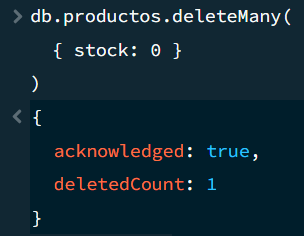 > db.productos.deleteMany(
{ stock: 0 }
)
< {
acknowledged: true,
deletedCount: 1
}